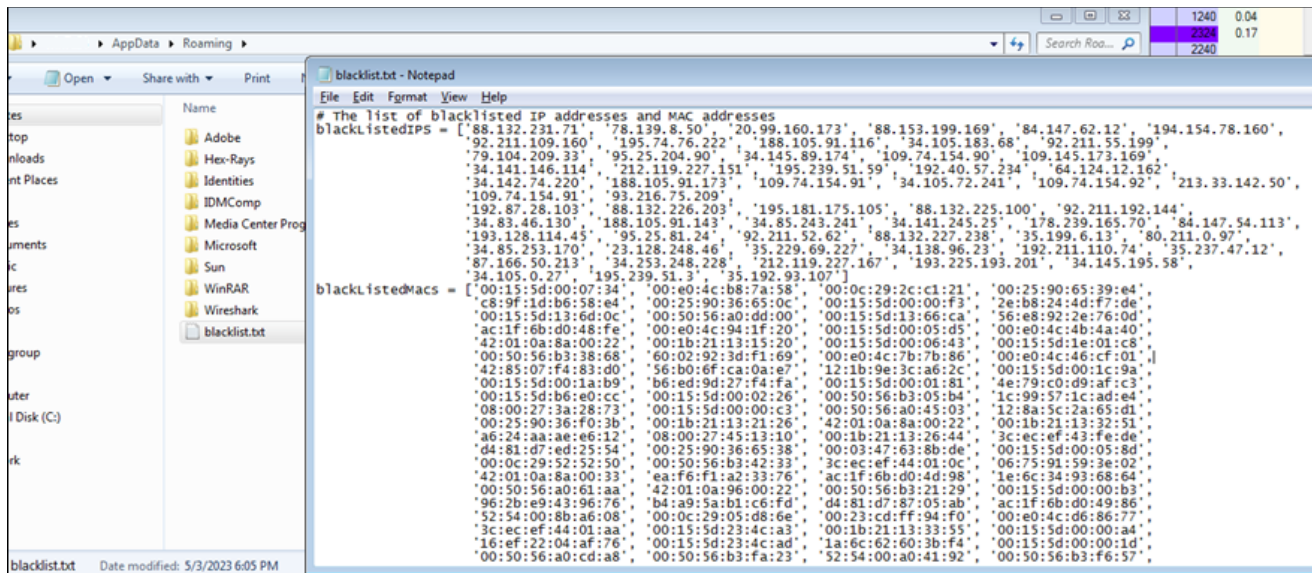 1240 0.04
2324 0.17
2240
AppData Roaming
Search Roa...
Open Share with Print
blacklist.txt - Notepad
File Edit Format View Help
Name
Adobe
Hex-Rays
Identities
IDMComp
Media Center Prog
Microsoft
Sun
WinRAR
Wireshark
blacklist.txt
tes
top
nloads
ent Places
es
uments
ic
ures
os
group
uter
l Disk (C:)
rk
# The list of blacklisted IP addresses and MAC addresses
blackListedIPS = ['88.132.231.71', '78.139.8.50', '20.99.160.173', '88.153.199.169', '84.147.62.12', '194.154.78.160',
'92.211.109.160', '195.74.76.222', '188.105.91.116', '34.105.183.68', '92.211.55.199',
'79.104.209.33', '95.25.204.90', '34.145.89.174', '109.74.154.90', '109.145.173.169',
'34.141.146.114', '212.119.227.151', '195.239.51.59', '192.40.57.234', '64.124.12.162',
'34.142.74.220', '188.105.91.173', '109.74.154.91', '34.105.72.241', '109.74.154.92', '213.33.142.50',
'109.74.154.91', '93.216.75.209',
'192.87.28.103', '88.132.226.203', '195.181.175.105', '88.132.225.100', '92.211.192.144',
'34.83.46.130', '188.105.91.143', '34.85.243.241', '34.141.245.25', '178.239.165.70', '84.147.54.113',
'193.128.114.45', '95.25.81.24', '92.211.52.62', '88.132.227.238', '35.199.6.13', '80.211.0.97',
'34.85.253.170', '23.128.248.46', '35.229.69.227', '34.138.96.23', '192.211.110.74', '35.237.47.12',
'87.166.50.213', '34.253.248.228', '212.119.227.167', '193.225.193.201', '34.145.195.58',
'34.105.0.27', '195.239.51.3', '35.192.93.107']
blackListedMacs = ['00:15:5d:00:07:34', '00:e0:4c:b8:7a:58', '00:0c:29:2c:c1:21', '00:25:90:65:39:e4',
'c8:9f:1d:b6:58:e4', '00:25:90:36:65:0c', '00:15:5d:00:00:f3', '2e:b8:24:4d:f7:de',
'00:15:5d:13:6d:0c', '00:50:56:a0:dd:00', '00:15:5d:13:66:ca', '56:e8:92:2e:76:0d',
'ac:1f:6b:d0:48:fe', '00:e0:4c:94:1f:20', '00:15:5d:00:05:d5', '00:e0:4c:4b:4a:40',
'42:01:0a:8a:00:22', '00:1b:21:13:15:20', '00:15:5d:00:06:43', '00:15:5d:1e:01:c8',
'00:50:56:b3:38:68', '60:02:92:3d:f1:69', '00:e0:4c:7b:7b:86', '00:e0:4c:46:cf:01',
'42:85:07:f4:83:d0', '56:b0:6f:ca:0a:e7', '12:1b:9e:3c:a6:2c', '00:15:5d:00:1c:9a',
'00:15:5d:00:1a:b9', 'b6:ed:9d:27:f4:fa', '00:15:5d:00:01:81', '4e:79:c0:d9:af:c3',
'00:15:5d:b6:e0:cc', '00:15:5d:00:02:26', '00:50:56:b3:05:b4', '1c:99:57:1c:ad:e4',
'08:00:27:3a:28:73', '00:15:5d:00:00:c3', '00:50:56:a0:45:03', '12:8a:5c:2a:65:d1',
'00:25:90:36:f0:3b', '00:1b:21:13:21:26', '42:01:0a:8a:00:22', '00:1b:21:13:32:51',
'a6:24:aa:ae:e6:12', '08:00:27:45:13:10', '00:1b:21:13:26:44', '3c:ec:ef:43:fe:de',
'd4:81:d7:ed:25:54', '00:25:90:36:65:38', '00:03:47:63:8b:de', '00:15:5d:00:05:8d',
'00:0c:29:52:52:50', '00:50:56:b3:42:33', '3c:ec:ef:44:01:0c', '06:75:91:59:3e:02',
'42:01:0a:8a:00:33', 'ea:f6:f1:a2:33:76', 'ac:1f:6b:d0:4d:98', '1e:6c:34:93:68:64',
'00:50:56:a0:61:aa', '42:01:0a:96:00:22', '00:50:56:b3:21:29', '00:15:5d:00:00:b3',
'96:2b:e9:43:96:76', 'b4:a9:5a:b1:c6:fd', 'd4:81:d7:87:05:ab', 'ac:1f:6b:d0:49:86',
'52:54:00:8b:a6:08', '00:0c:29:05:d8:6e', '00:23:cd:ff:94:f0', '00:e0:4c:d6:86:77',
'3c:ec:ef:44:01:aa', '00:15:5d:23:4c:a3', '00:1b:21:13:33:55', '00:15:5d:00:00:a4',
'16:ef:22:04:af:76', '00:15:5d:23:4c:ad', '1a:6c:62:60:3b:f4', '00:15:5d:00:00:1d',
'00:50:56:a0:cd:a8', '00:50:56:b3:fa:23', '52:54:00:a0:41:92', '00:50:56:b3:f6:57',
blacklist.txt Date modified: 5/3/2023 6:05 PM